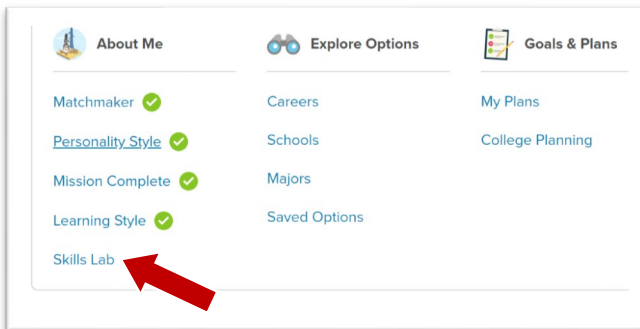 About Me
Matchmaker
Personality Style
Mission Complete
Learning Style
Skills Lab
Explore Options
Careers
Schools
Majors
Saved Options
Goals & Plans
My Plans
College Planning